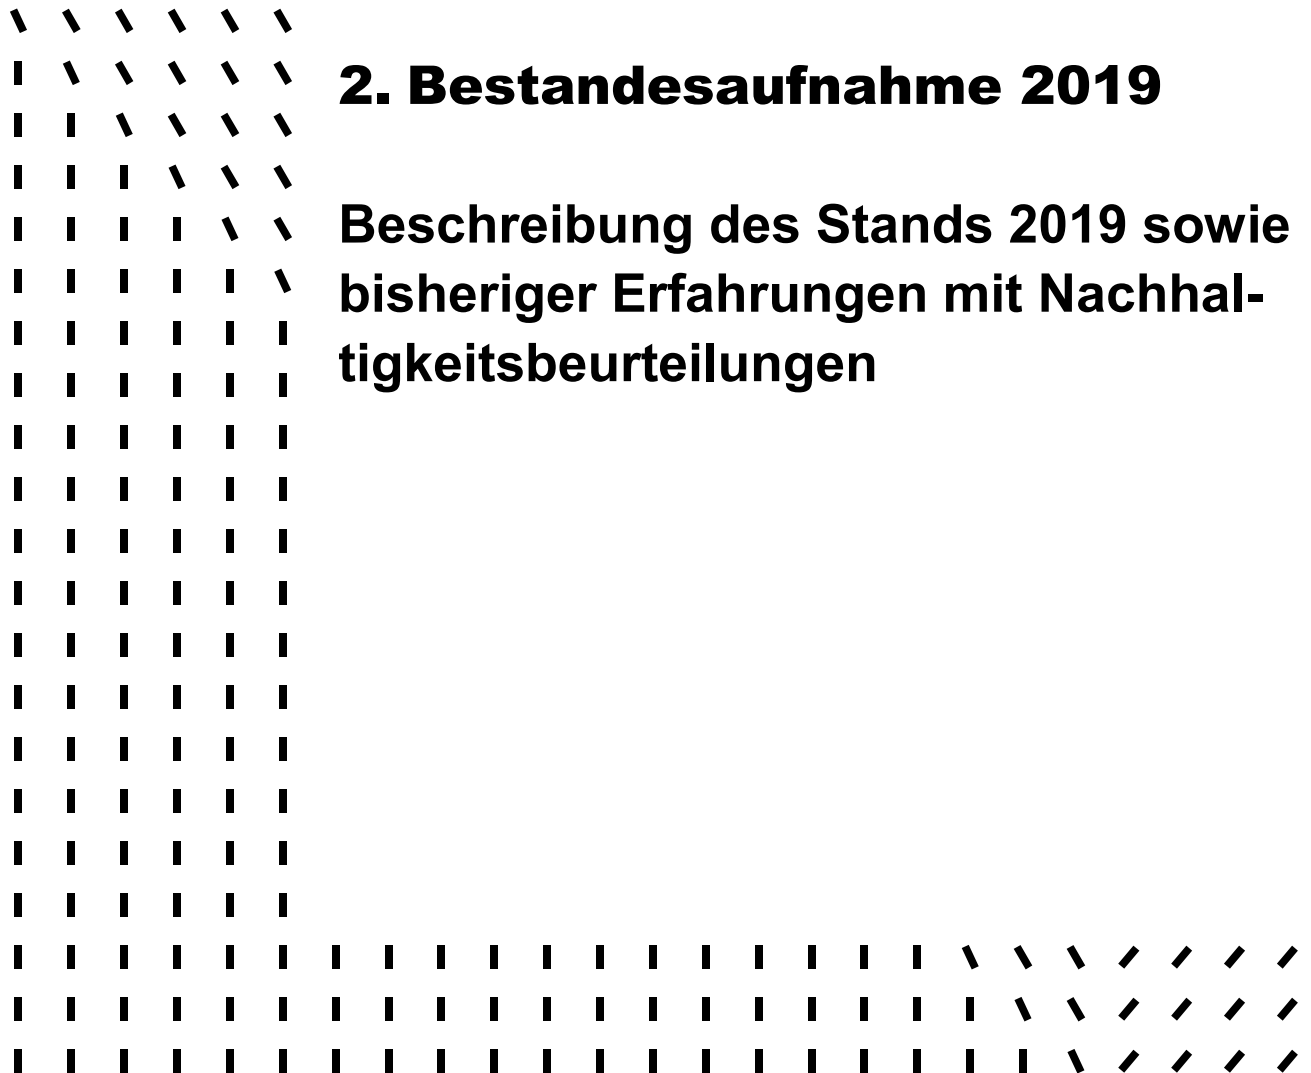 2. Bestandesaufnahme 2019
Beschreibung des Stands 2019 sowie
bisheriger Erfahrungen mit Nachhal-
tigkeitsbeurteilungen